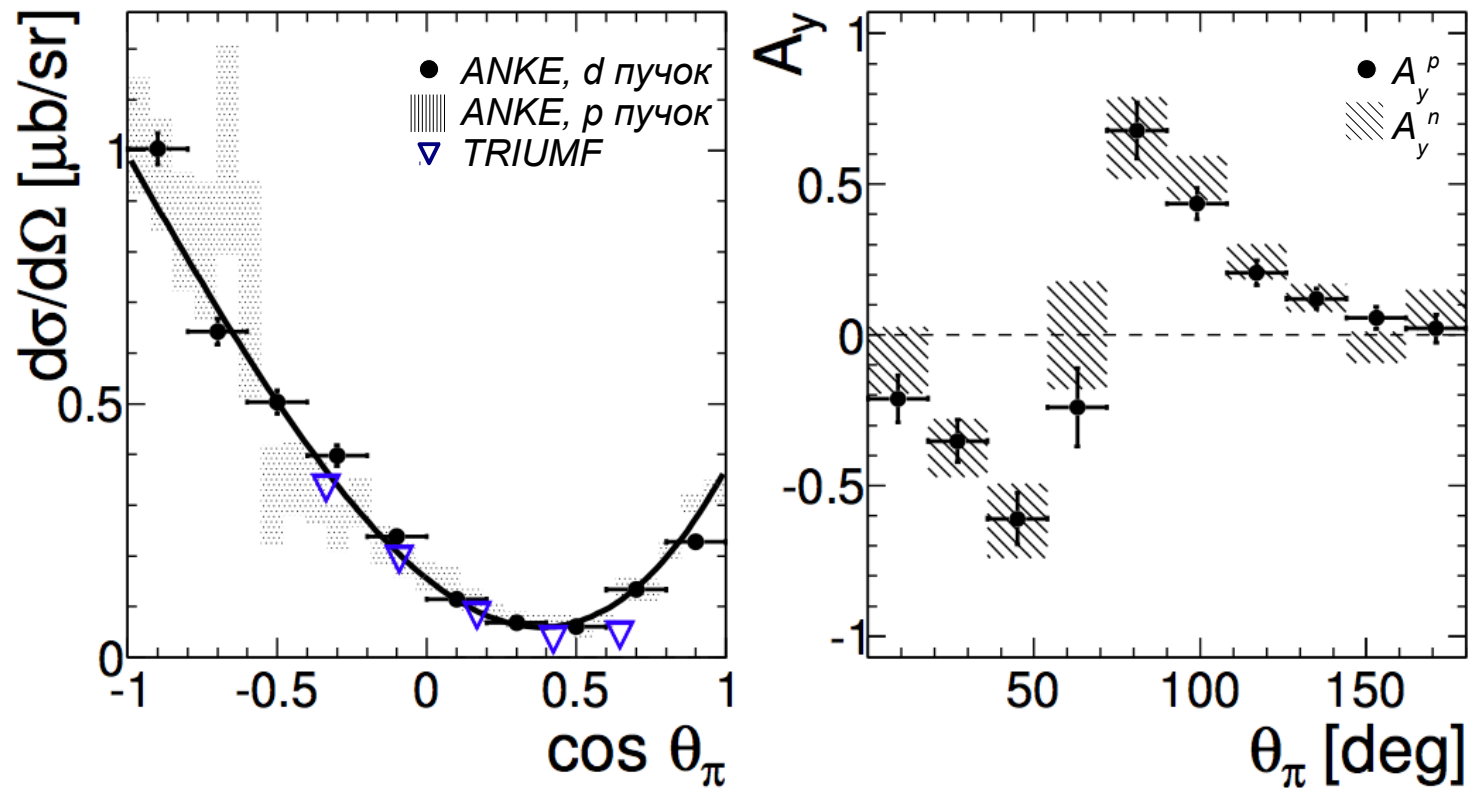 dσ/dΩ [μb/sr]
1
0.5
0
-1 -0.5 0 0.5 1
cos θπ
ANKE, d пучок
ANKE, p пучок
TRIUMF
Ay
1
0.5
0
-0.5
-1
50 100 150
θπ [deg]
Ayp
Ayn